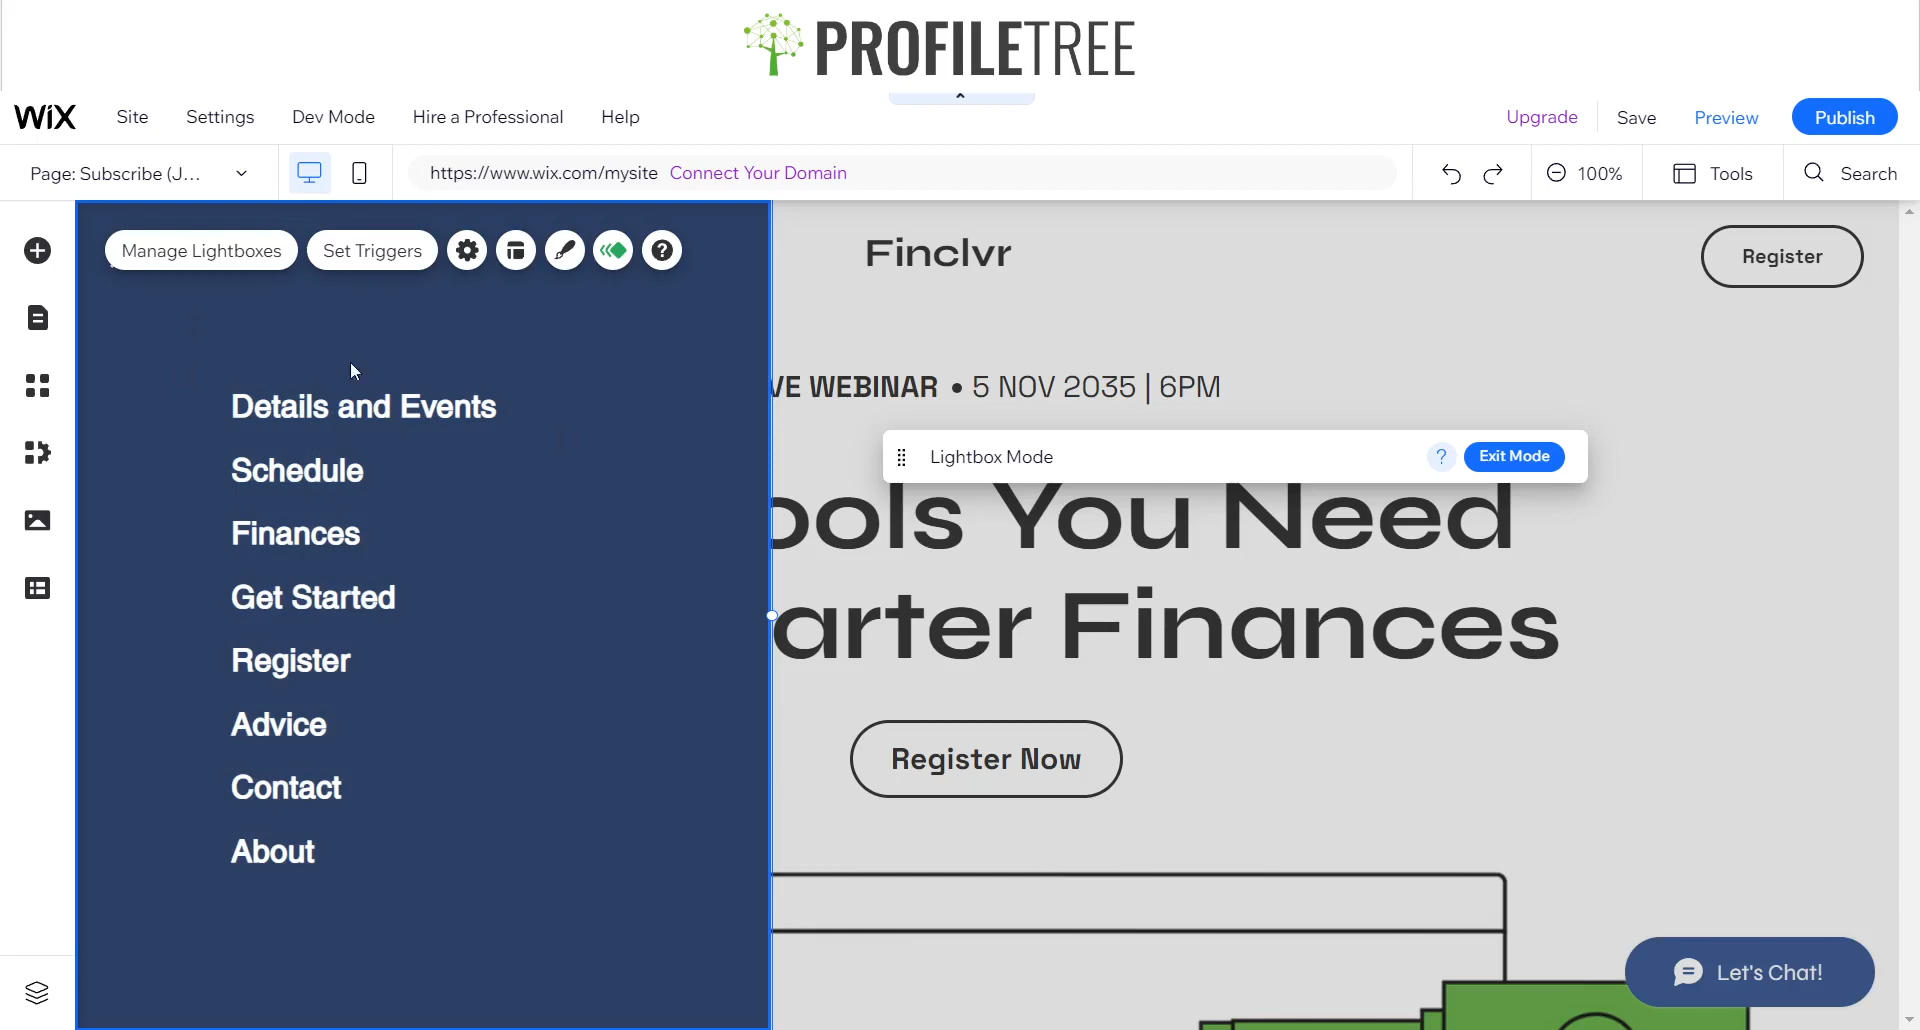 PROFILETREE
WiX Site Settings Dev Mode Hire a Professional Help Upgrade Save Preview Publish
Page: Subscribe (J... https://www.wix.com/mysite Connect Your Domain 100% Tools Search
Manage Lightboxes Set Triggers
Finclvr Register
VE WEBINAR • 5 NOV 2035 | 6PM
Lightbox Mode ? Exit Mode
ools You Need
arter Finances
Register Now
Details and Events
Schedule
Finances
Get Started
Register
Advice
Contact
About
Let's Chat!